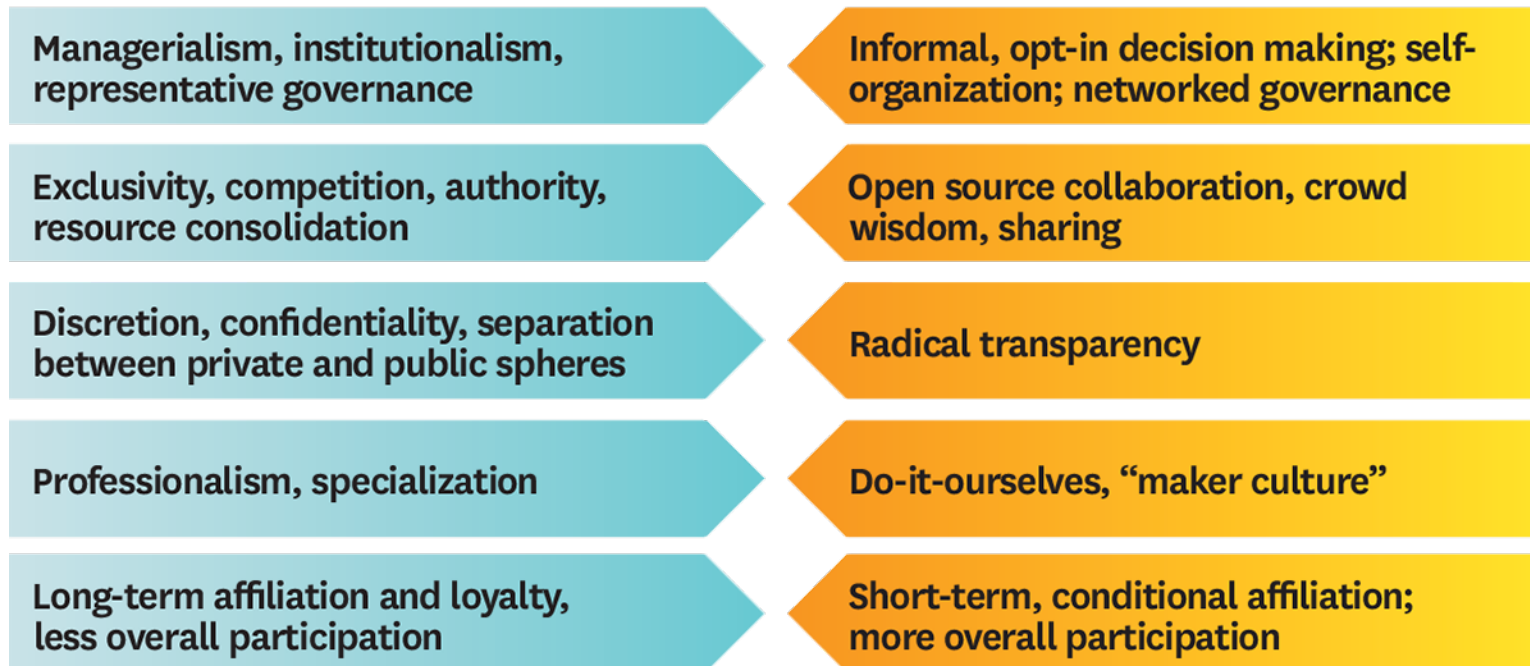 Managerialism, institutionalism,
representative governance
Informal, opt-in decision making; self-
organization; networked governance
Exclusivity, competition, authority,
resource consolidation
Open source collaboration, crowd
wisdom, sharing
Discretion, confidentiality, separation
between private and public spheres
Radical transparency
Professionalism, specialization
Do-it-ourselves, “maker culture”
Long-term affiliation and loyalty,
less overall participation
Short-term, conditional affiliation;
more overall participation